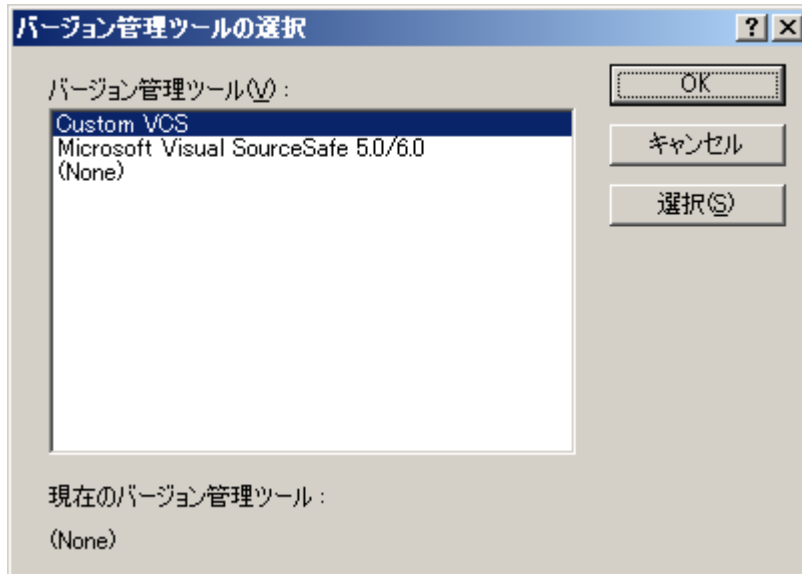 バージョン管理ツールの選択
バージョン管理ツール(V):
OK
Custom VCS
Microsoft Visual SourceSafe 5.0/6.0
(None)
キャンセル
選択(S)
現在のバージョン管理ツール:
(None)